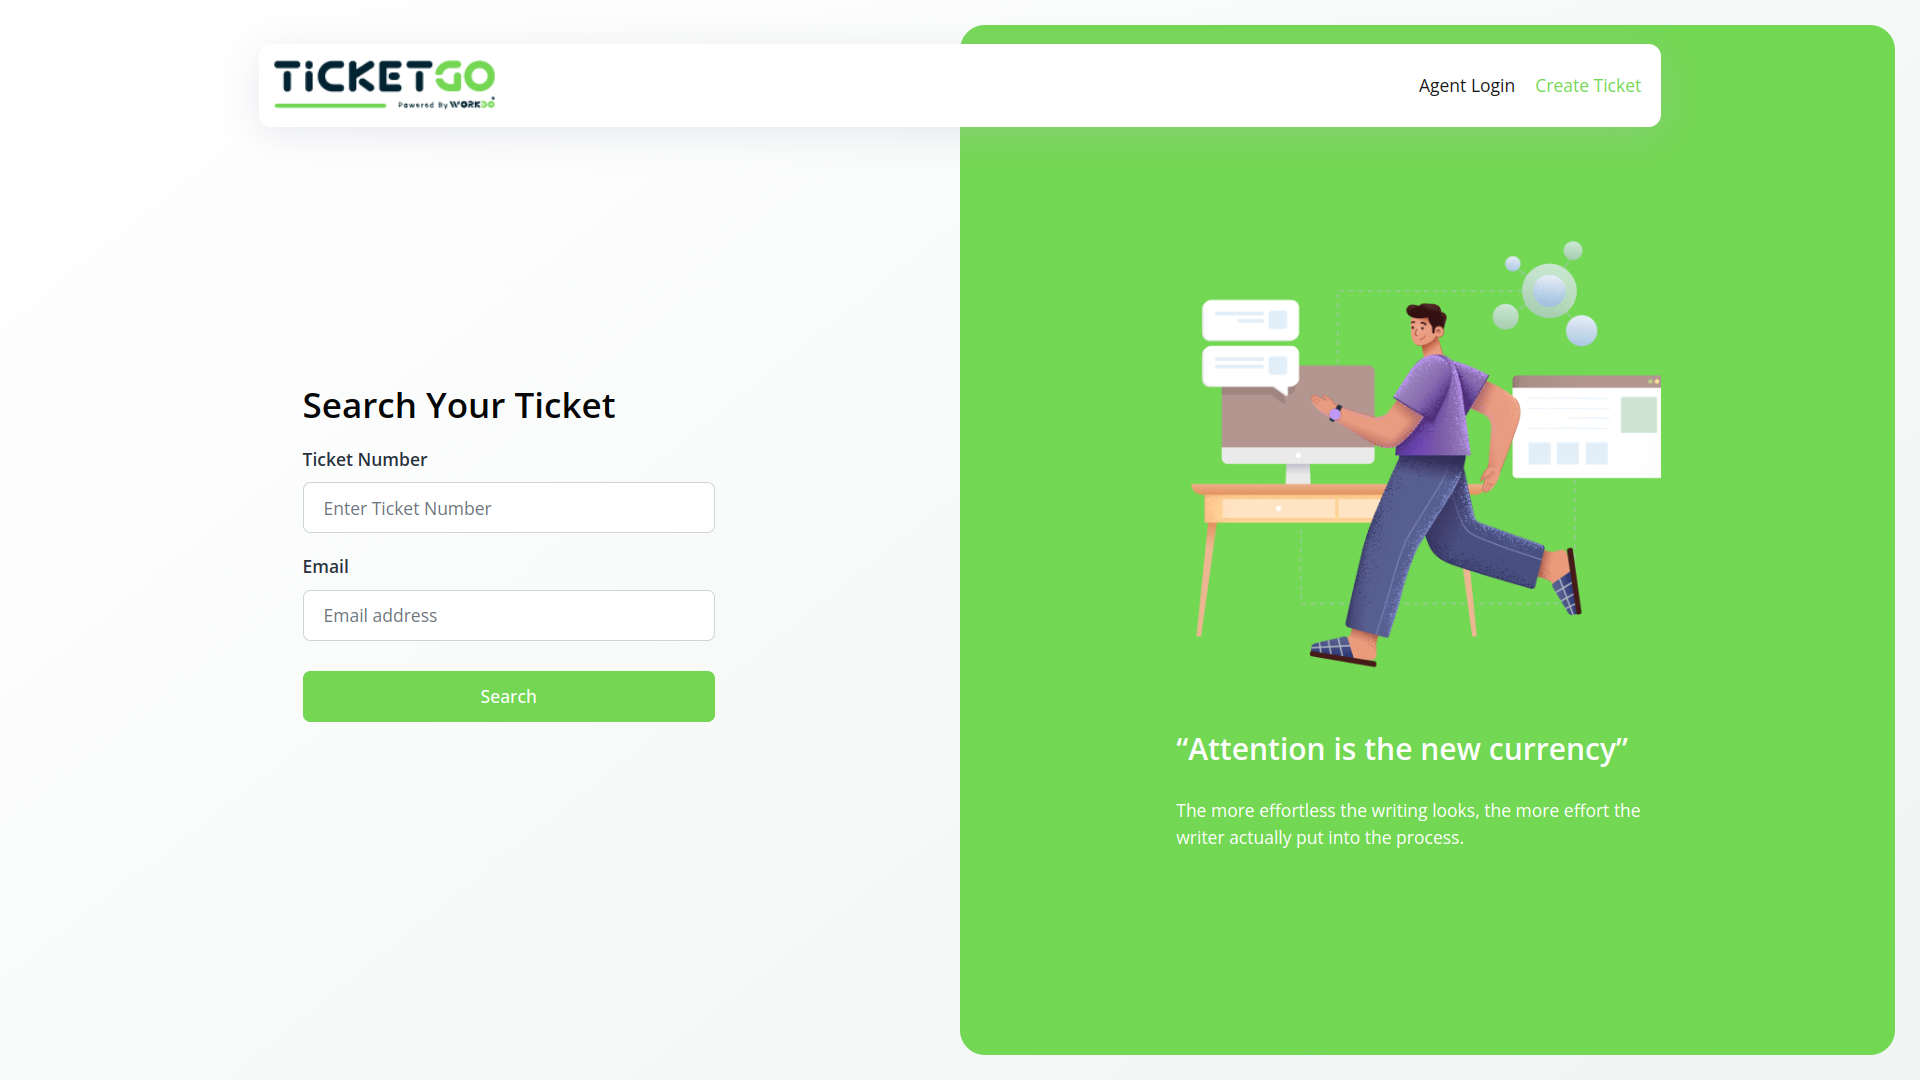 TiCKETGO
Powered By WORKDO
Agent Login
Create Ticket
Search Your Ticket
Ticket Number
Enter Ticket Number
Email
Email address
Search
“Attention is the new currency”
The more effortless the writing looks, the more effort the
writer actually put into the process.